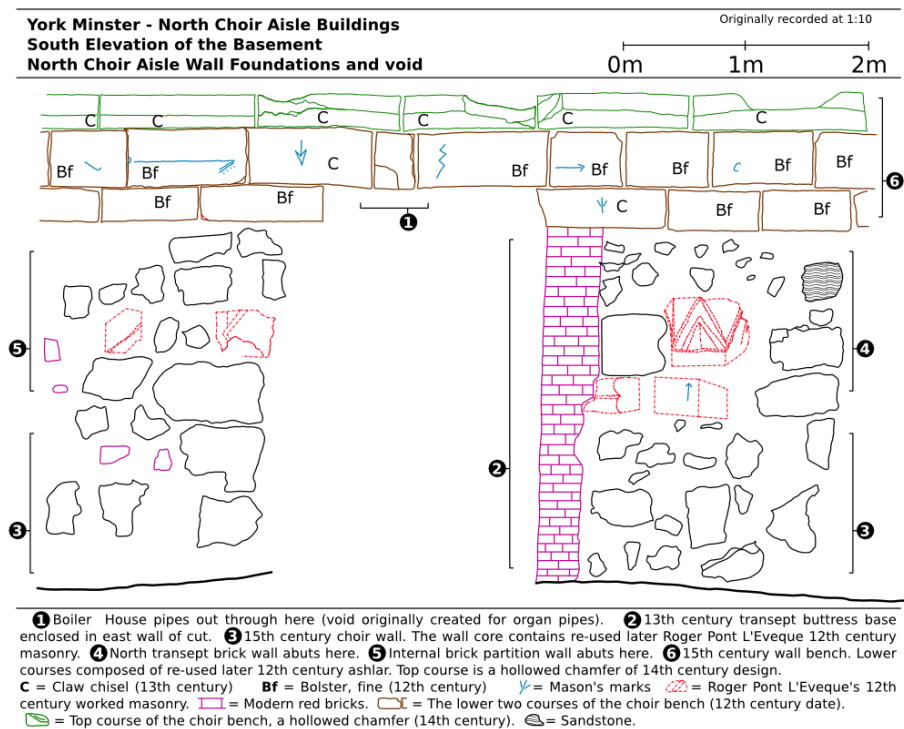 York Minster - North Choir Aisle Buildings
South Elevation of the Basement
North Choir Aisle Wall Foundations and void
Originally recorded at 1:10
0m 1m 2m
C C C C C C
Bf Bf C Bf Bf Bf Bf Bf
6
Bf Bf C Bf Bf
1
5 4
2
3 3
1 Boiler House pipes out through here (void originally created for organ pipes). 2 13th century transept buttress base
enclosed in east wall of cut. 3 15th century choir wall. The wall core contains re-used later Roger Pont L'Eveque 12th century
masonry. 4 North transept brick wall abuts here. 5 Internal brick partition wall abuts here. 6 15th century wall bench. Lower
courses composed of re-used later 12th century ashlar. Top course is a hollowed chamfer of 14th century design.
C = Claw chisel (13th century) Bf = Bolster, fine (12th century) = Mason's marks = Roger Pont L'Eveque's 12th
century worked masonry. = Modern red bricks. = The lower two courses of the choir bench (12th century date).
= Top course of the choir bench, a hollowed chamfer (14th century). = Sandstone.